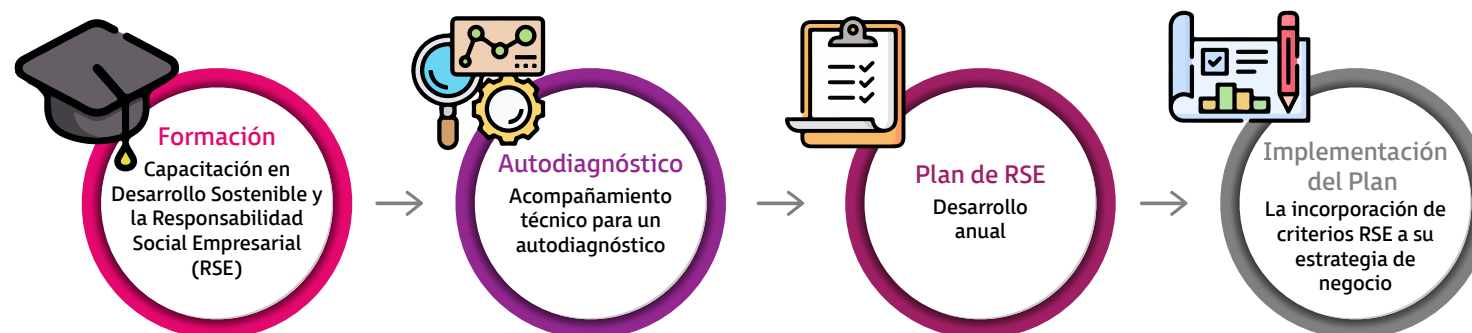 Formación
Capacitación en
Desarrollo Sostenible y
la Responsabilidad
Social Empresarial
(RSE)
Autodiagnóstico
Acompañamiento
técnico para un
autodiagnóstico
Plan de RSE
Desarrollo
anual
Implementación
del Plan
La incorporación de
criterios RSE a su
estrategia de
negocio